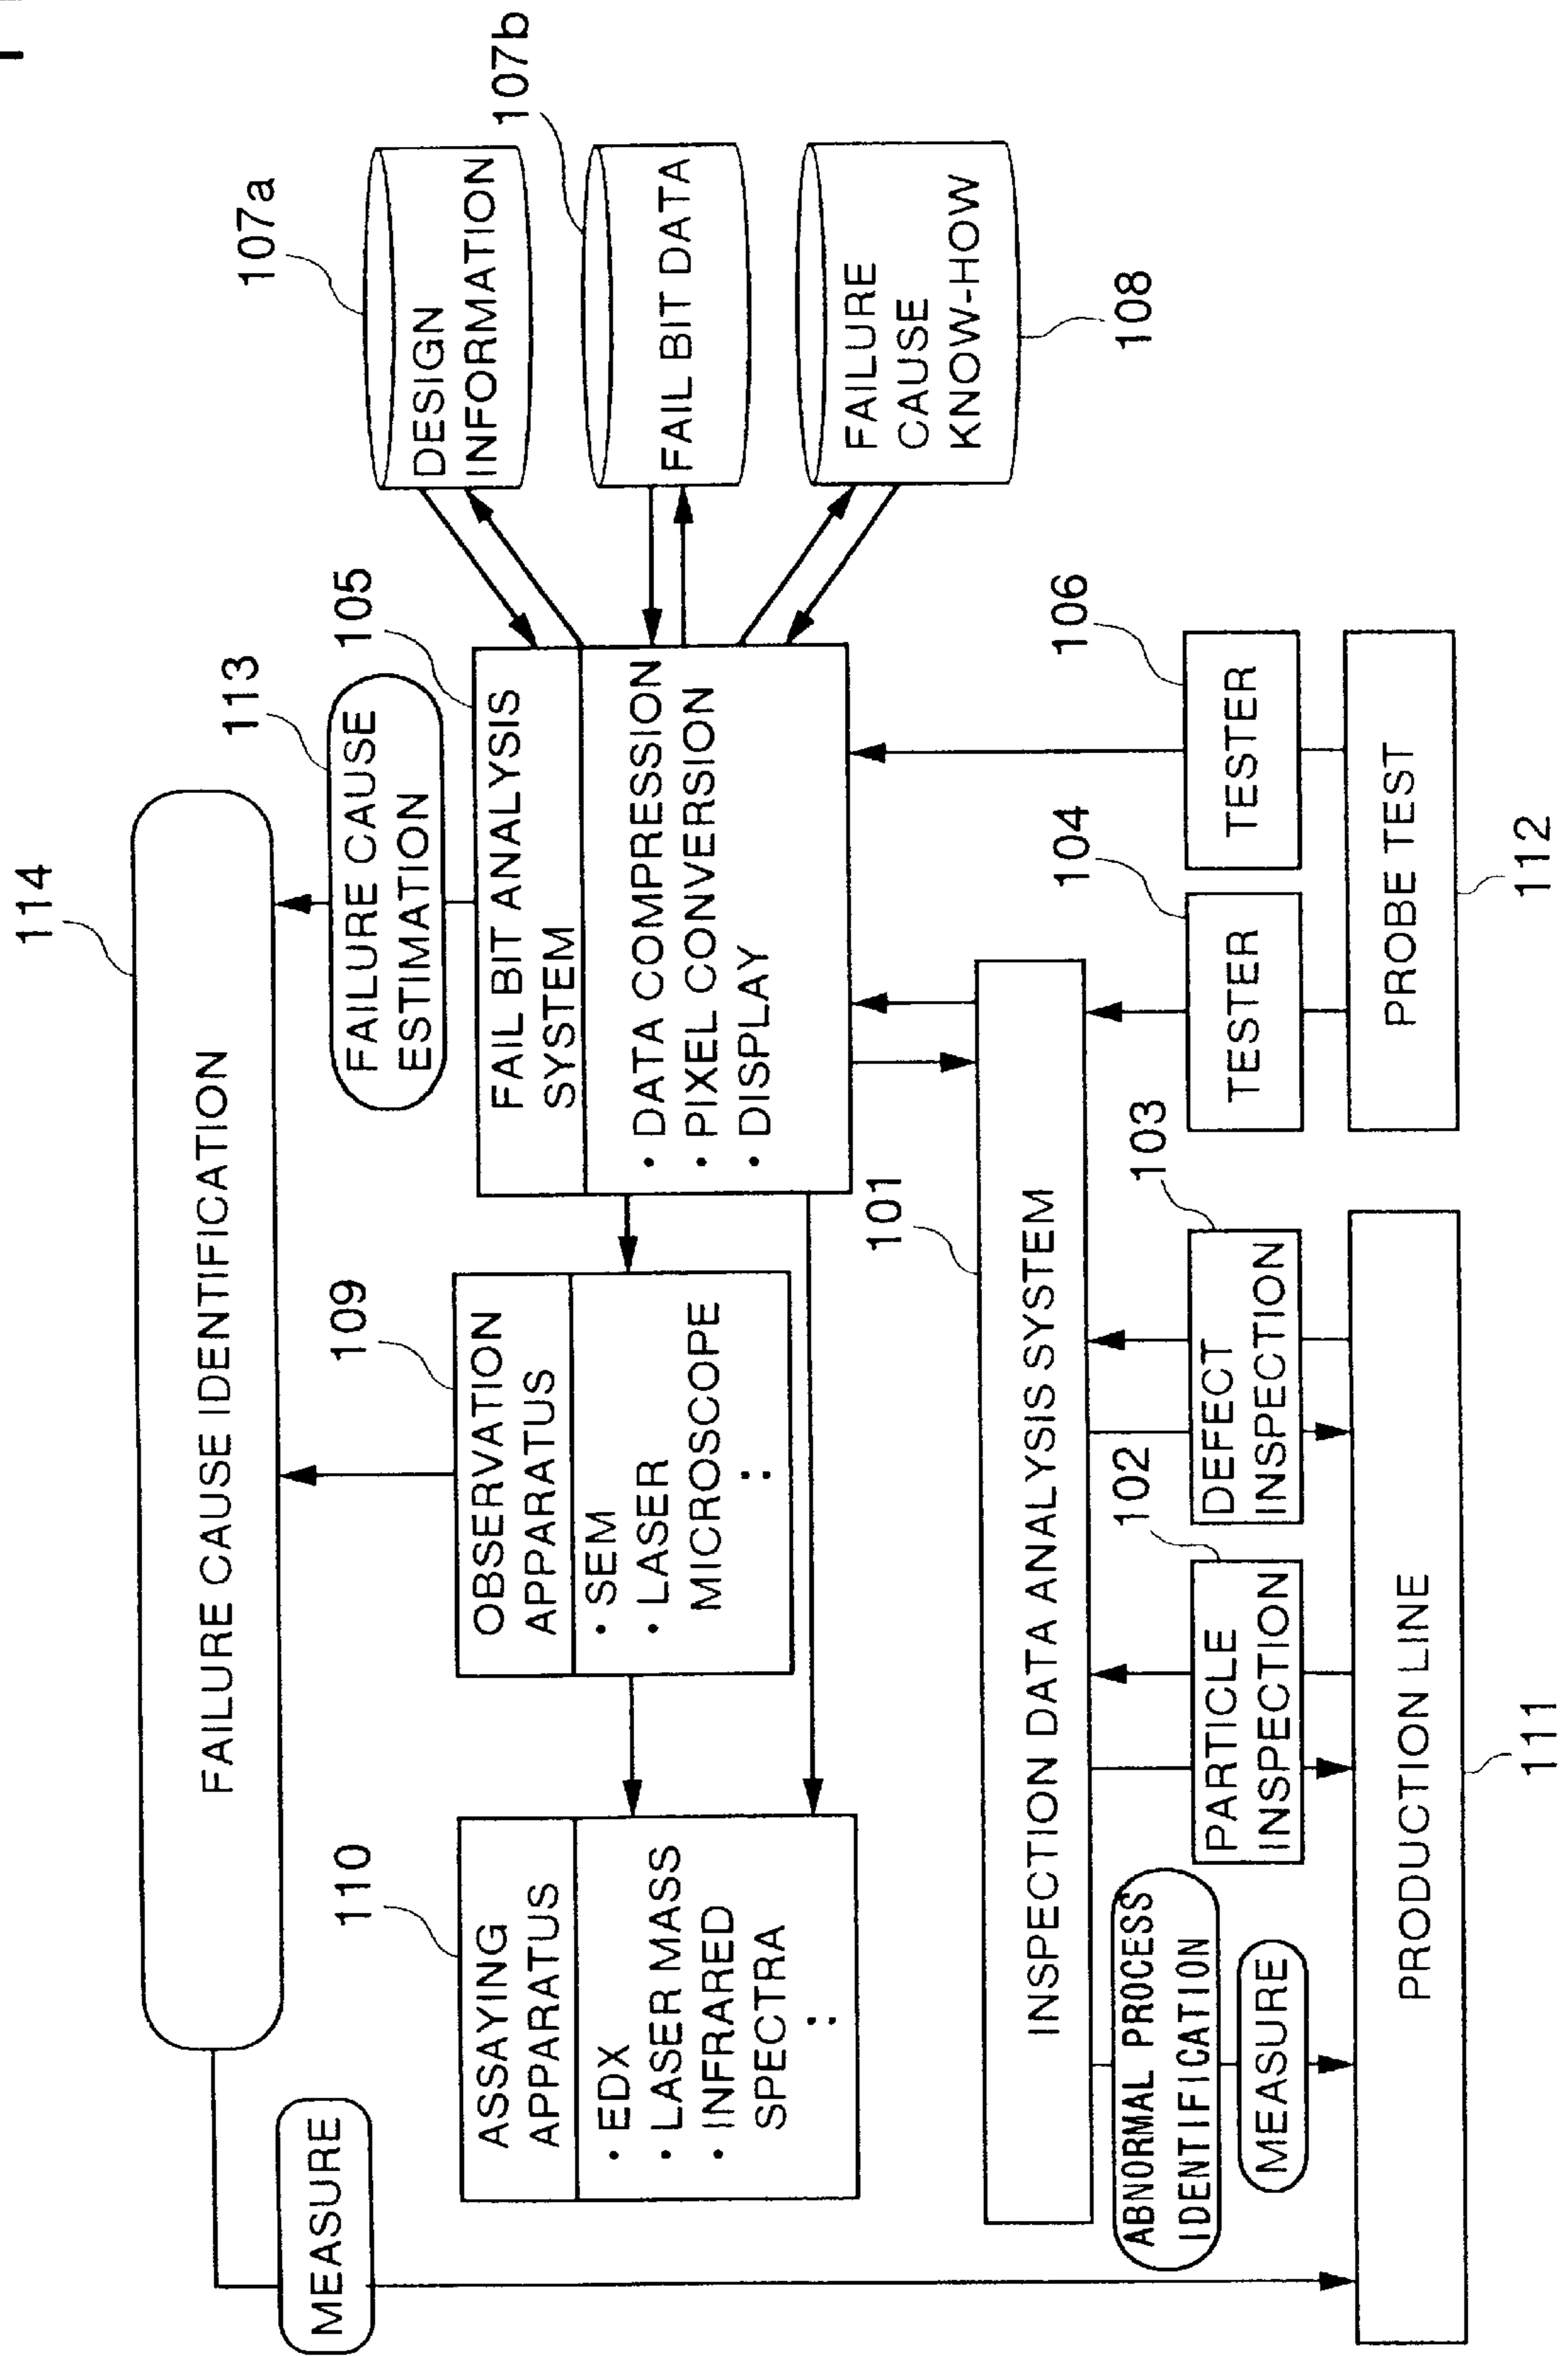 114
FAILURE CAUSE IDENTIFICATION
MEASURE
113
FAILURE CAUSE
ESTIMATION
110
ASSAYING
APPARATUS
· EDX
· LASER MASS
· INFRARED
SPECTRA
:
109
OBSERVATION
APPARATUS
· SEM
· LASER
MICROSCOPE
:
105
FAIL BIT ANALYSIS
SYSTEM
· DATA COMPRESSION
· PIXEL CONVERSION
· DISPLAY
107a
DESIGN
INFORMATION
107b
FAIL BIT DATA
FAILURE
CAUSE
KNOW-HOW
108
101
INSPECTION DATA ANALYSIS SYSTEM
ABNORMAL PROCESS
IDENTIFICATION
MEASURE
102
PARTICLE
INSPECTION
103
DEFECT
INSPECTION
104
TESTER
106
TESTER
PRODUCTION LINE
111
PROBE TEST
112